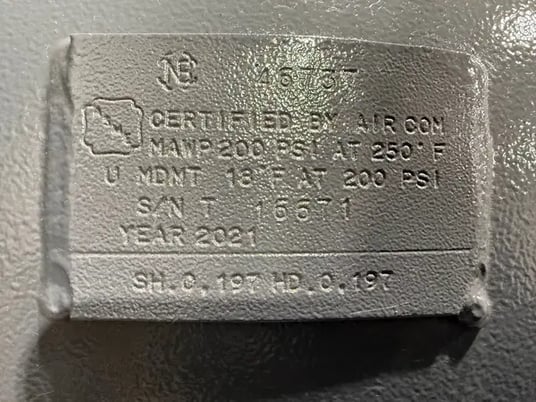 NB 46737
CERTIFIED BY AIR COM
MAWP 200 PSI AT 250°F
U MDMT 18°F AT 200 PSI
S/N T 16671
YEAR 2021
SH.0.197 HD.0.197